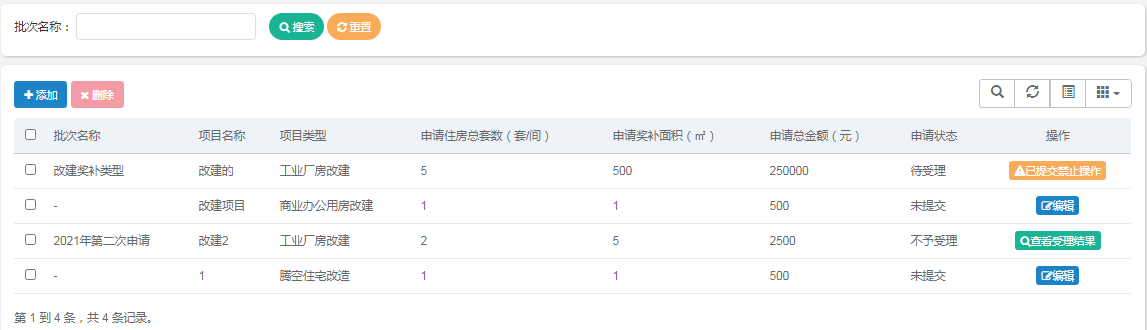 批次名称： 搜索 重置
添加 删除
批次名称 项目名称 项目类型 申请住房总套数（套/间） 申请奖补面积（㎡） 申请总金额（元） 申请状态 操作
改建奖补类型 改建的 工业厂房改建 5 500 250000 待受理 已提交禁止操作
- 改建项目 商业办公用房改建 1 1 500 未提交 编辑
2021年第二次申请 改建2 工业厂房改建 2 5 2500 不予受理 查看受理结果
- 1 腾空住宅改造 1 1 500 未提交 编辑
第 1 到 4 条，共 4 条记录。